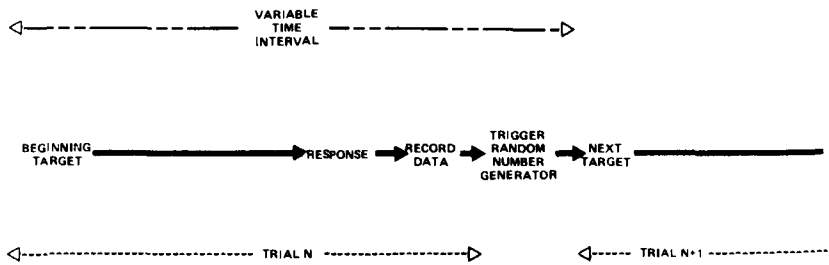 VARIABLE
TIME
INTERVAL
BEGINNING
TARGET
RESPONSE
RECORD
DATA
TRIGGER
RANDOM
NUMBER
GENERATOR
NEXT
TARGET
TRIAL N
TRIAL N+1